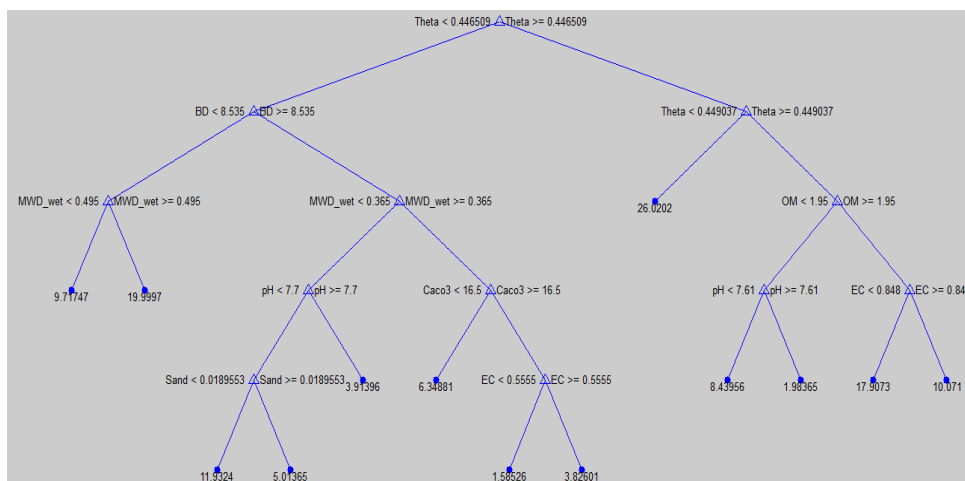 Theta < 0.446509 Theta >= 0.446509
BD < 8.535 BD >= 8.535 Theta < 0.449037 Theta >= 0.449037
MWD_wet < 0.495 MWD_wet >= 0.495 MWD_wet < 0.365 MWD_wet >= 0.365 26.0202 OM < 1.95 OM >= 1.95
9.71747 19.9997 pH < 7.7 pH >= 7.7 Caco3 < 16.5 Caco3 >= 16.5 pH < 7.61 pH >= 7.61 EC < 0.848 EC >= 0.84
Sand < 0.0189553 Sand >= 0.0189553 3.91396 6.34881 EC < 0.5555 EC >= 0.5555 8.43956 1.98365 17.9073 10.071
11.9324 5.01365 1.58526 3.82601